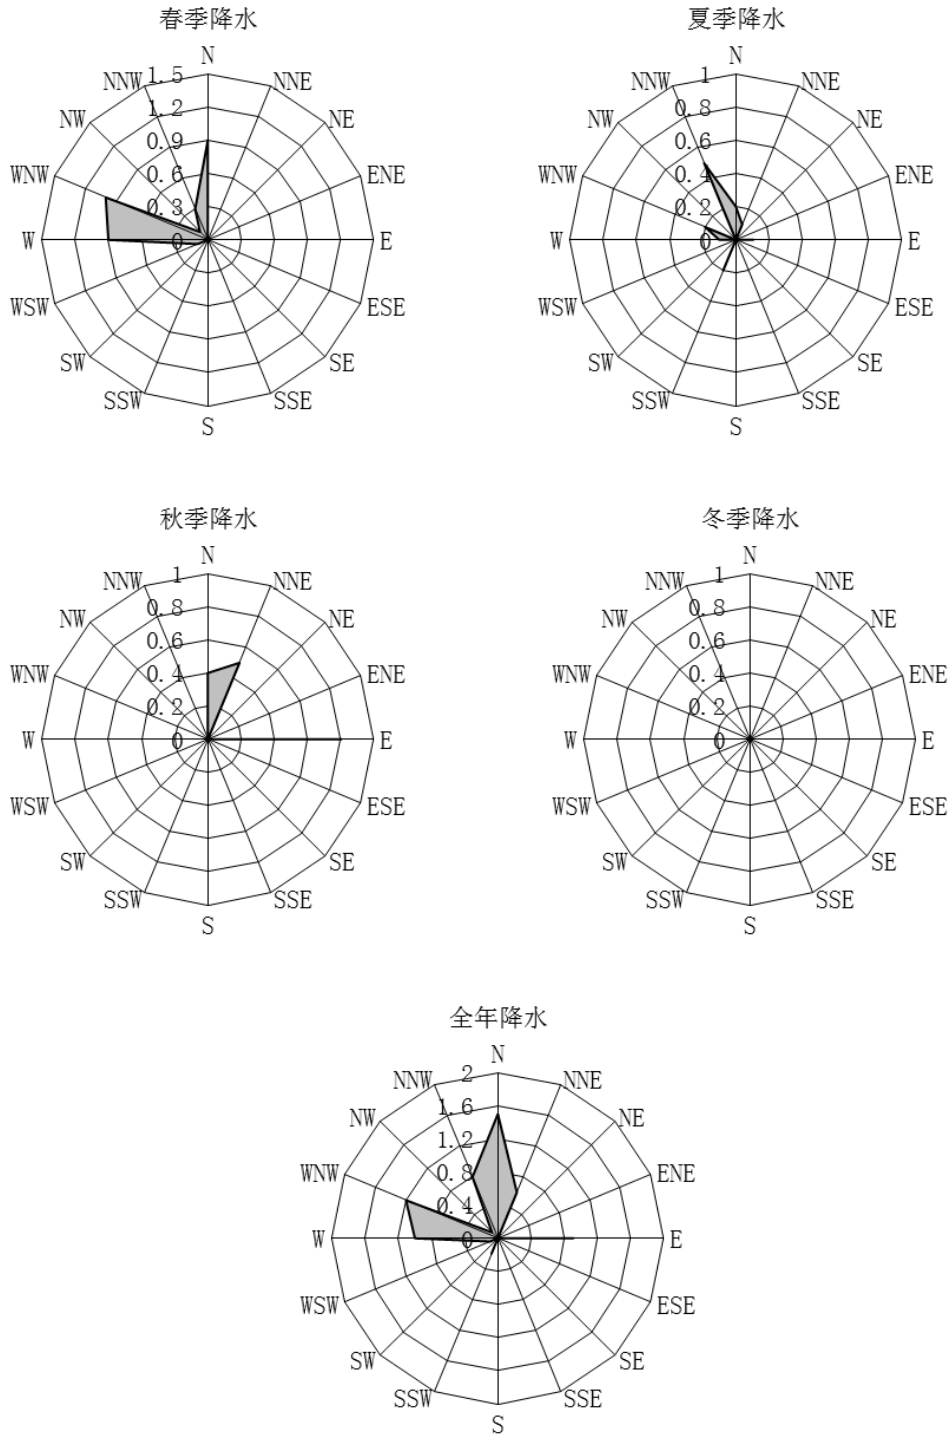 春季降水
N
NNE
NE
ENE
E
ESE
SE
SSE
S
SSW
SW
WSW
W
WNW
NW
NNW
1.5
1.2
0.9
0.6
0.3
0
夏季降水
N
NNE
NE
ENE
E
ESE
SE
SSE
S
SSW
SW
WSW
W
WNW
NW
NNW
1
0.8
0.6
0.4
0.2
0
秋季降水
N
NNE
NE
ENE
E
ESE
SE
SSE
S
SSW
SW
WSW
W
WNW
NW
NNW
1
0.8
0.6
0.4
0.2
0
冬季降水
N
NNE
NE
ENE
E
ESE
SE
SSE
S
SSW
SW
WSW
W
WNW
NW
NNW
1
0.8
0.6
0.4
0.2
0
全年降水
N
NNE
NE
ENE
E
ESE
SE
SSE
S
SSW
SW
WSW
W
WNW
NW
NNW
2
1.6
1.2
0.8
0.4
0